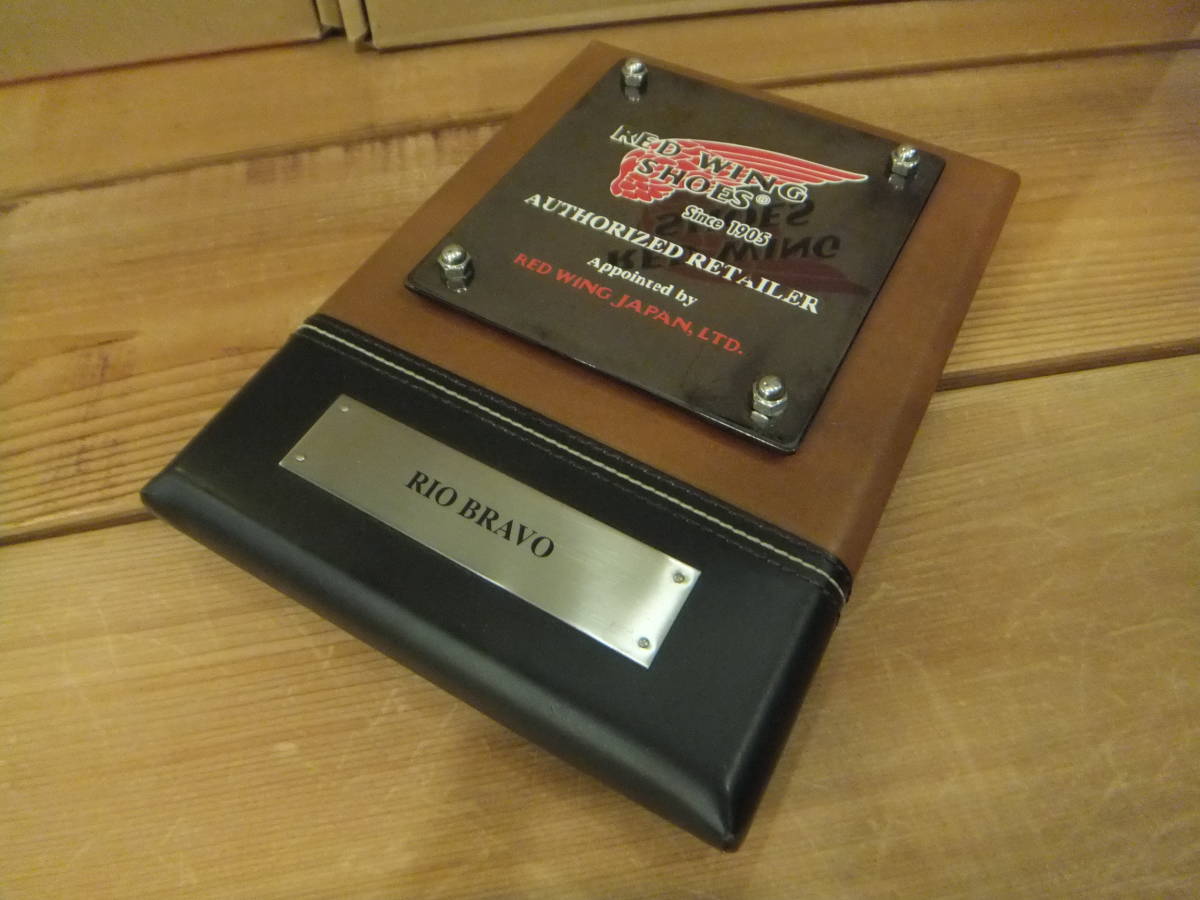 RED WING
SHOES®
Since 1905
AUTHORIZED RETAILER
Appointed by
RED WING JAPAN, LTD.
RIO BRAVO